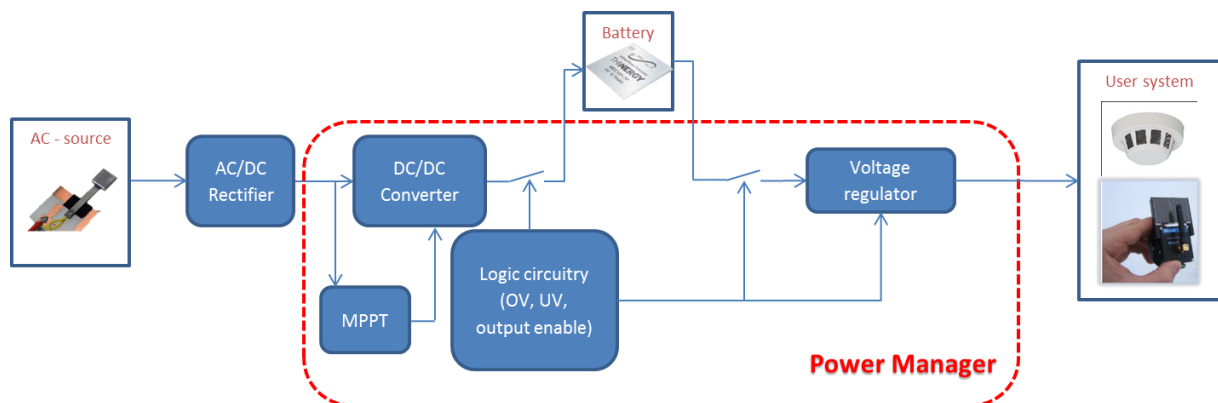 Battery
THINERGY
User system
AC - source
AC/DC
Rectifier
DC/DC
Converter
Voltage
regulator
Logic circuitry
(OV, UV,
output enable)
MPPT
Power Manager